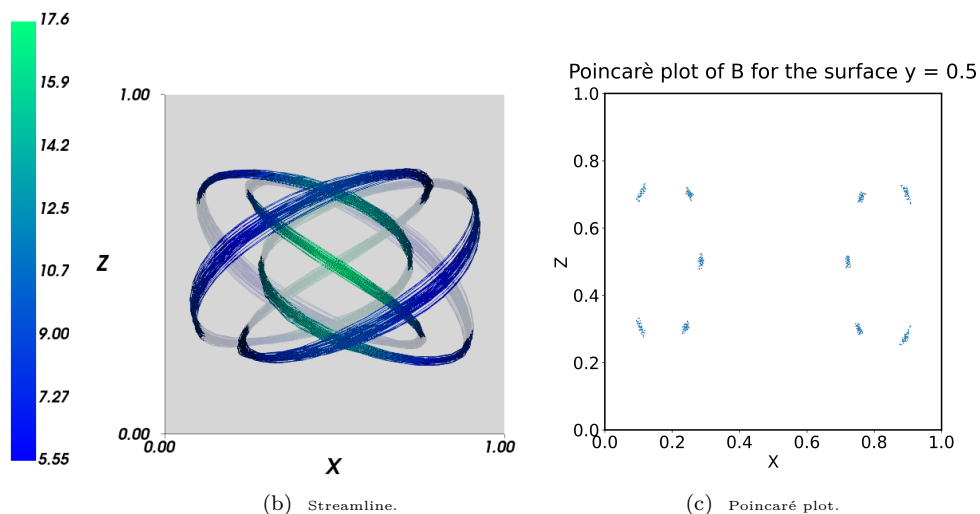 17.6
15.9
14.2
12.5
10.7
9.00
7.27
5.55
1.00
Z
0.00
0.00
1.00
X
(b) Streamline.
Poincarè plot of B for the surface y = 0.5
1.0
0.8
0.6
Z
0.4
0.2
0.0
0.0 0.2 0.4 0.6 0.8 1.0
X
(c) Poincaré plot.